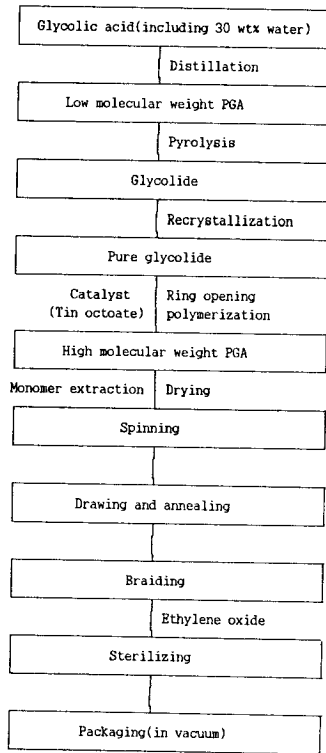 Glycolic acid(including 30 wt% water)
Distillation
Low molecular weight PGA
Pyrolysis
Glycolide
Recrystallization
Pure glycolide
Catalyst
(Tin octoate)
Ring opening
polymerization
High molecular weight PGA
Monomer extraction
Drying
Spinning
Drawing and annealing
Braiding
Ethylene oxide
Sterilizing
Packaging(in vacuum)